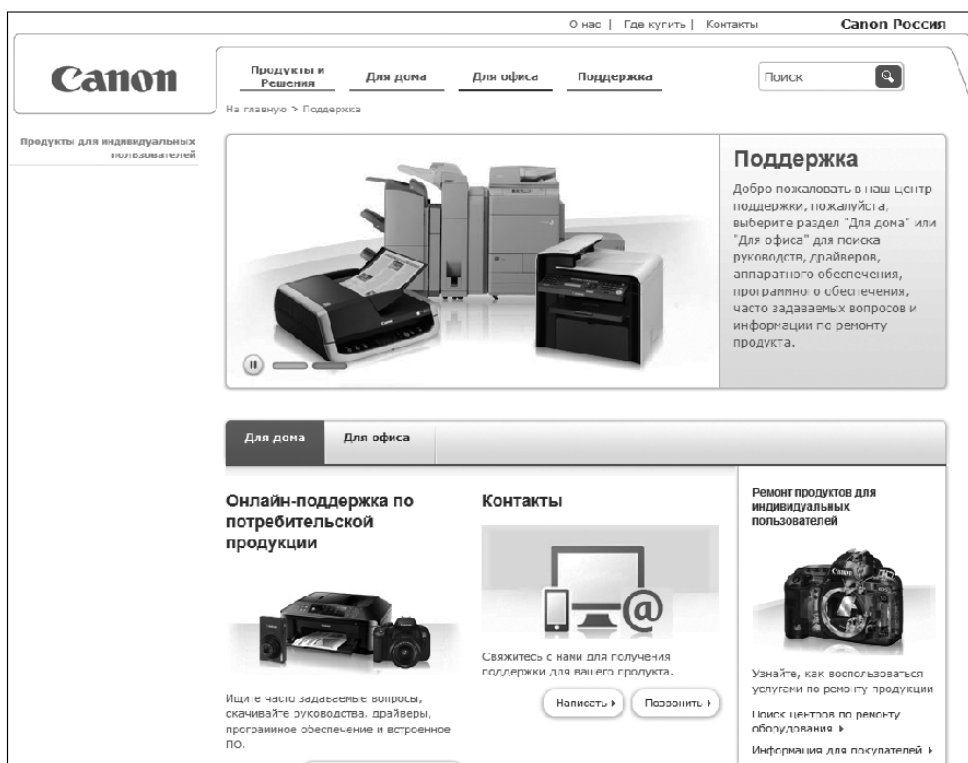 О нас | Где купить | Контакты
Canon Россия
Canon
Продукты и
Решения
Для дома
Для офиса
Поддержка
Поиск
На главную > Поддержка
Продукты для индивидуальных
пользователей
Поддержка
Добро пожаловать в наш центр
поддержки, пожалуйста,
выберите раздел "Для дома" или
"Для офиса" для поиска
руководств, драйверов,
аппаратного обеспечения,
программного обеспечения,
часто задаваемых вопросов и
информации по ремонту
продукта.
Для дома
Для офиса
Онлайн-поддержка по
потребительской
продукции
Ищите часто задаваемые вопросы,
скачивайте руководства, драйверы,
программное обеспечение и встроенное
ПО.
Контакты
Свяжитесь с нами для получения
поддержки для вашего продукта.
Написать
Позвонить
Ремонт продуктов для
индивидуальных
пользователей
Canon
Узнайте, как воспользоваться
услугами по ремонту продукции
Поиск центров по ремонту
оборудования
Информация для покупателей